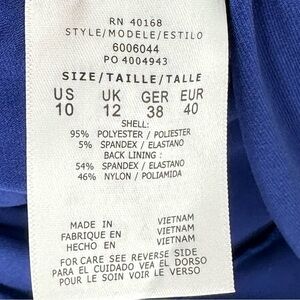 RN 40168
STYLE/MODELE/ESTILO
6006044
PO 4004943
SIZE/TAILLE/TALLE
US UK GER EUR
10 12 38 40
SHELL:
95% POLYESTER / POLIESTER
5% SPANDEX / ELASTANO
BACK LINING :
54% SPANDEX / ELASTANO
46% NYLON / POLIAMIDA
MADE IN VIETNAM
FABRIQUE EN VIETNAM
HECHO EN VIETNAM
FOR CARE SEE REVERSE SIDE
PARA EL CUIDADO VEA EL DORSO
POUR LE SOIN VOIR LE VERSO